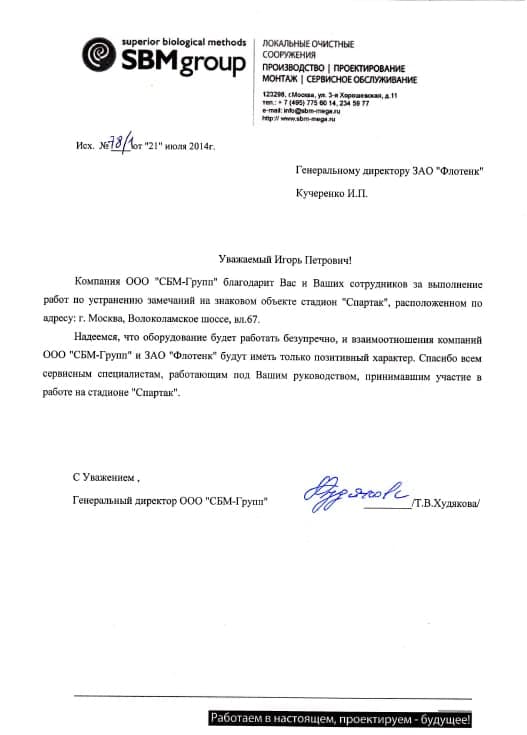 superior biological methods
SBMgroup
ЛОКАЛЬНЫЕ ОЧИСТНЫЕ
СООРУЖЕНИЯ
ПРОИЗВОДСТВО | ПРОЕКТИРОВАНИЕ
МОНТАЖ | СЕРВИСНОЕ ОБСЛУЖИВАНИЕ
123298, г.Москва, ул. 3-я Хорошевская, д.11
тел.: + 7 (495) 775 60 14, 234 59 77
e-mail: info@sbm-mega.ru
http:// www.sbm-mega.ru
Исх. № 78/1 от "21" июля 2014г.
Генеральному директору ЗАО "Флотенк"
Кучеренко И.П.
Уважаемый Игорь Петрович!
Компания ООО "СБМ-Групп" благодарит Вас и Ваших сотрудников за выполнение
работ по устранению замечаний на знаковом объекте стадион "Спартак", расположенном по
адресу: г. Москва, Волоколамское шоссе, вл.67.
Надеемся, что оборудование будет работать безупречно, и взаимоотношения компаний
ООО "СБМ-Групп" и ЗАО "Флотенк" будут иметь только позитивный характер. Спасибо всем
сервисным специалистам, работающим под Вашим руководством, принимавшим участие в
работе на стадионе "Спартак".
С Уважением ,
Генеральный директор ООО "СБМ-Групп"
/Т.В.Худякова/
Работаем в настоящем, проектируем - будущее!